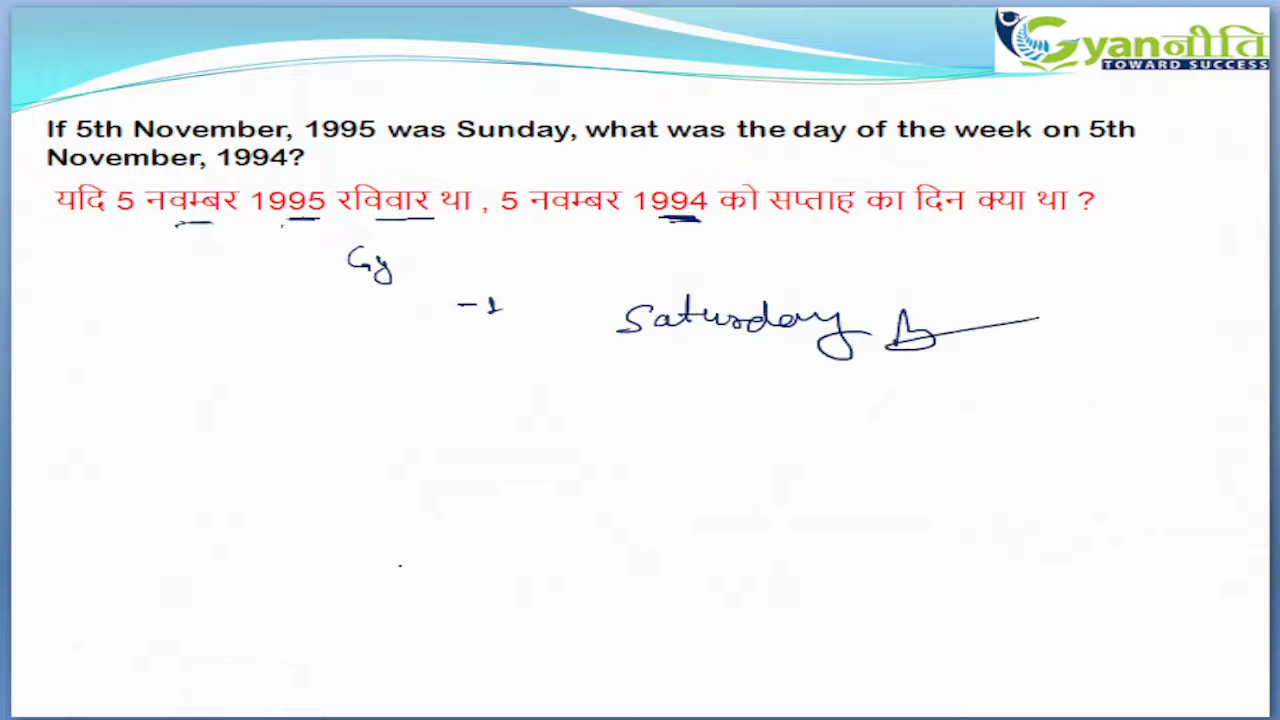 Gyanनीति
TOWARD SUCCESS
If 5th November, 1995 was Sunday, what was the day of the week on 5th
November, 1994?
यदि 5 नवम्बर 1995 रविवार था , 5 नवम्बर 1994 को सप्ताह का दिन क्या था ?
Gy
-1
Saturday